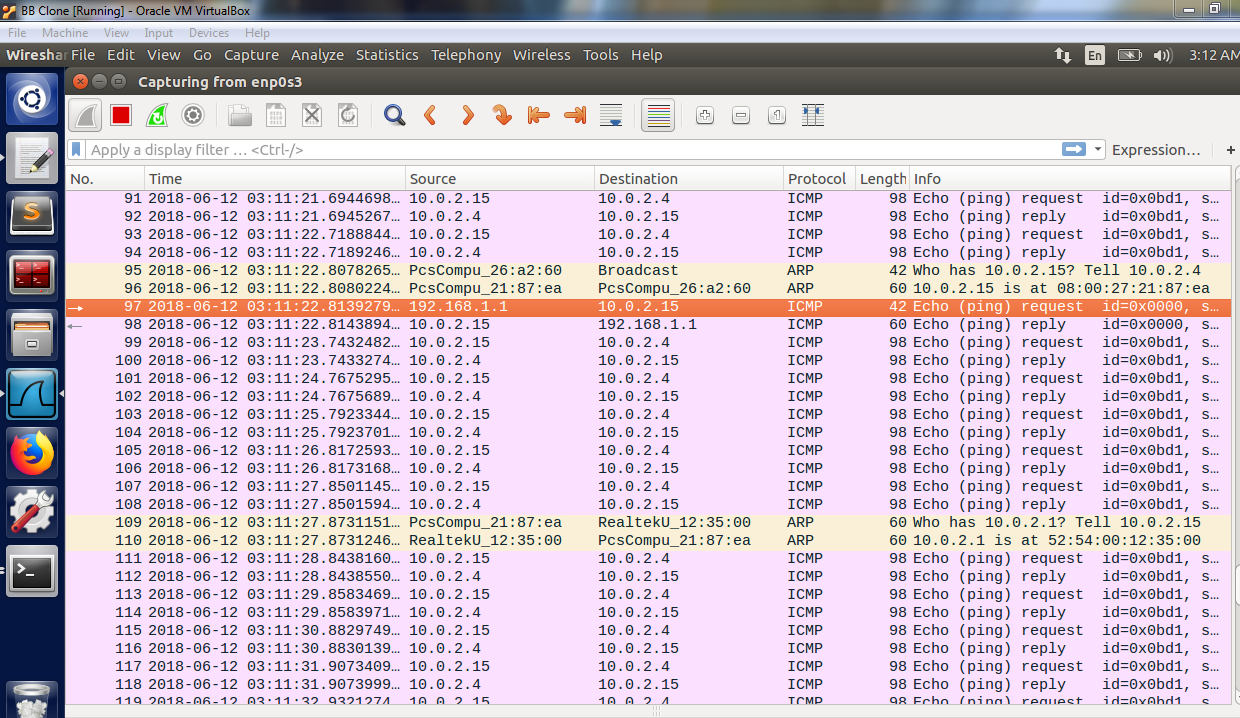 BB Clone [Running] - Oracle VM VirtualBox
File Machine View Input Devices Help
Wireshar File Edit View Go Capture Analyze Statistics Telephony Wireless Tools Help En 3:12 AM
Capturing from enp0s3
Apply a display filter … <Ctrl-/> Expression… +
No. Time Source Destination Protocol Length Info
91 2018-06-12 03:11:21.6944698… 10.0.2.15 10.0.2.4 ICMP 98 Echo (ping) request id=0x0bd1, s…
92 2018-06-12 03:11:21.6945267… 10.0.2.4 10.0.2.15 ICMP 98 Echo (ping) reply id=0x0bd1, s…
93 2018-06-12 03:11:22.7188844… 10.0.2.15 10.0.2.4 ICMP 98 Echo (ping) request id=0x0bd1, s…
94 2018-06-12 03:11:22.7189246… 10.0.2.4 10.0.2.15 ICMP 98 Echo (ping) reply id=0x0bd1, s…
95 2018-06-12 03:11:22.8078265… PcsCompu_26:a2:60 Broadcast ARP 42 Who has 10.0.2.15? Tell 10.0.2.4
96 2018-06-12 03:11:22.8080224… PcsCompu_21:87:ea PcsCompu_26:a2:60 ARP 60 10.0.2.15 is at 08:00:27:21:87:ea
97 2018-06-12 03:11:22.8139279… 192.168.1.1 10.0.2.15 ICMP 42 Echo (ping) request id=0x0000, s…
98 2018-06-12 03:11:22.8143894… 10.0.2.15 192.168.1.1 ICMP 60 Echo (ping) reply id=0x0000, s…
99 2018-06-12 03:11:23.7432482… 10.0.2.15 10.0.2.4 ICMP 98 Echo (ping) request id=0x0bd1, s…
100 2018-06-12 03:11:23.7433274… 10.0.2.4 10.0.2.15 ICMP 98 Echo (ping) reply id=0x0bd1, s…
101 2018-06-12 03:11:24.7675295… 10.0.2.15 10.0.2.4 ICMP 98 Echo (ping) request id=0x0bd1, s…
102 2018-06-12 03:11:24.7675689… 10.0.2.4 10.0.2.15 ICMP 98 Echo (ping) reply id=0x0bd1, s…
103 2018-06-12 03:11:25.7923344… 10.0.2.15 10.0.2.4 ICMP 98 Echo (ping) request id=0x0bd1, s…
104 2018-06-12 03:11:25.7923701… 10.0.2.4 10.0.2.15 ICMP 98 Echo (ping) reply id=0x0bd1, s…
105 2018-06-12 03:11:26.8172593… 10.0.2.15 10.0.2.4 ICMP 98 Echo (ping) request id=0x0bd1, s…
106 2018-06-12 03:11:26.8173168… 10.0.2.4 10.0.2.15 ICMP 98 Echo (ping) reply id=0x0bd1, s…
107 2018-06-12 03:11:27.8501145… 10.0.2.15 10.0.2.4 ICMP 98 Echo (ping) request id=0x0bd1, s…
108 2018-06-12 03:11:27.8501594… 10.0.2.4 10.0.2.15 ICMP 98 Echo (ping) reply id=0x0bd1, s…
109 2018-06-12 03:11:27.8731151… PcsCompu_21:87:ea RealtekU_12:35:00 ARP 60 Who has 10.0.2.1? Tell 10.0.2.15
110 2018-06-12 03:11:27.8731246… RealtekU_12:35:00 PcsCompu_21:87:ea ARP 60 10.0.2.1 is at 52:54:00:12:35:00
111 2018-06-12 03:11:28.8438160… 10.0.2.15 10.0.2.4 ICMP 98 Echo (ping) request id=0x0bd1, s…
112 2018-06-12 03:11:28.8438550… 10.0.2.4 10.0.2.15 ICMP 98 Echo (ping) reply id=0x0bd1, s…
113 2018-06-12 03:11:29.8583469… 10.0.2.15 10.0.2.4 ICMP 98 Echo (ping) request id=0x0bd1, s…
114 2018-06-12 03:11:29.8583971… 10.0.2.4 10.0.2.15 ICMP 98 Echo (ping) reply id=0x0bd1, s…
115 2018-06-12 03:11:30.8829749… 10.0.2.15 10.0.2.4 ICMP 98 Echo (ping) request id=0x0bd1, s…
116 2018-06-12 03:11:30.8830139… 10.0.2.4 10.0.2.15 ICMP 98 Echo (ping) reply id=0x0bd1, s…
117 2018-06-12 03:11:31.9073409… 10.0.2.15 10.0.2.4 ICMP 98 Echo (ping) request id=0x0bd1, s…
118 2018-06-12 03:11:31.9073999… 10.0.2.4 10.0.2.15 ICMP 98 Echo (ping) reply id=0x0bd1, s…
119 2018-06-12 03:11:32.9321274… 10.0.2.15 10.0.2.4 ICMP 98 Echo (ping) request id=0x0bd1, s…